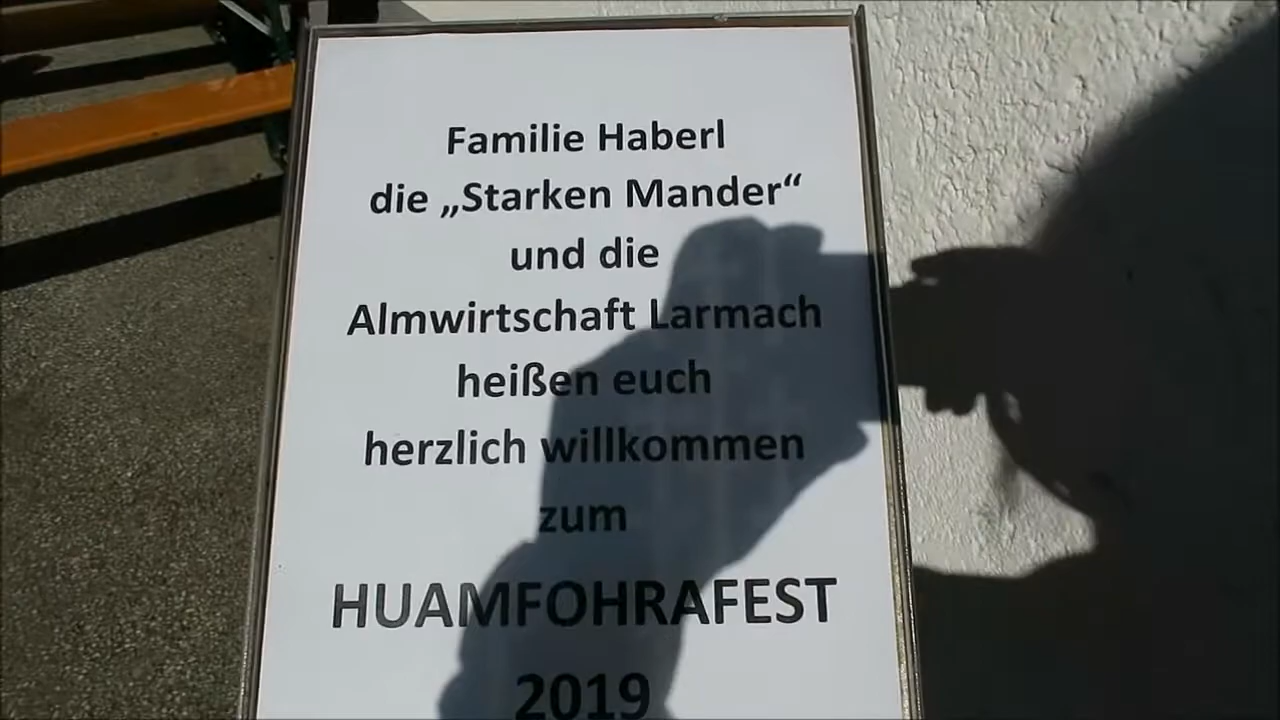 Familie Haberl
die „Starken Mander“
und die
Almwirtschaft Larmach
heißen euch
herzlich willkommen
zum
HUAMFOHRAFEST
2019